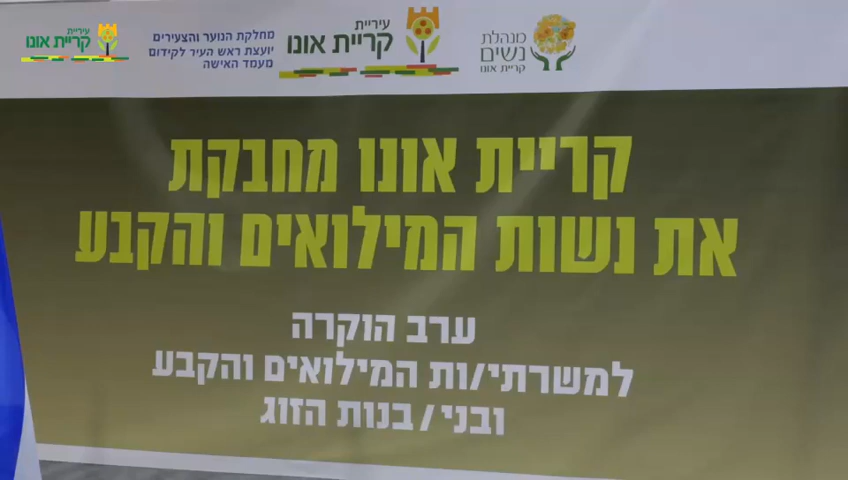 עיריית
קריית אונו
מחלקת הנוער והצעירים
יועצת ראש העיר לקידום
מעמד האישה
עיריית
קריית אונו
מנהלת
נשים
קריית אונו
קריית אונו מחבקת
את נשות המילואים והקבע
ערב הוקרה
למשרתי/ות המילואים והקבע
ובני/בנות הזוג